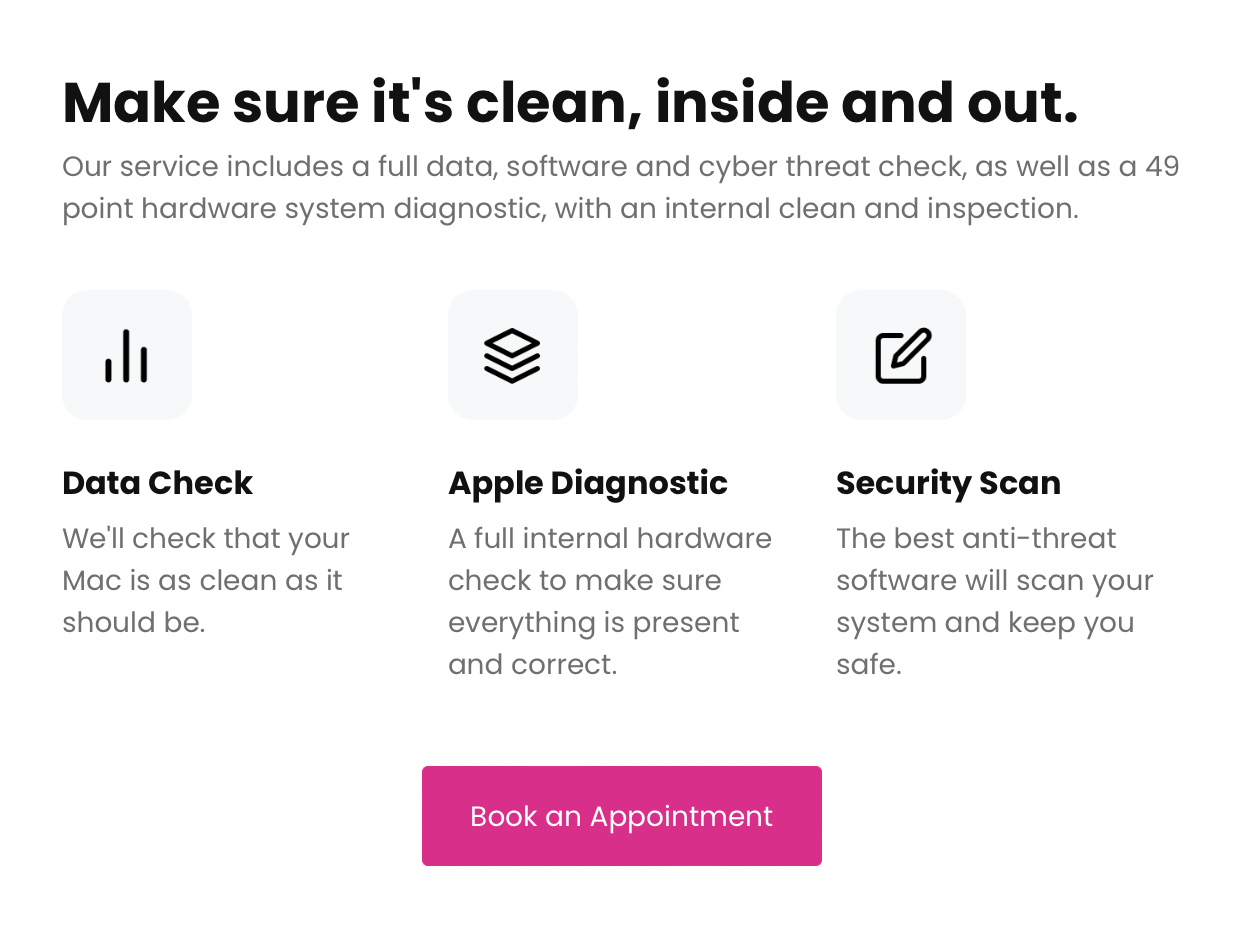 Make sure it's clean, inside and out.
Our service includes a full data, software and cyber threat check, as well as a 49
point hardware system diagnostic, with an internal clean and inspection.
Data Check
We'll check that your
Mac is as clean as it
should be.
Apple Diagnostic
A full internal hardware
check to make sure
everything is present
and correct.
Security Scan
The best anti-threat
software will scan your
system and keep you
safe.
Book an Appointment